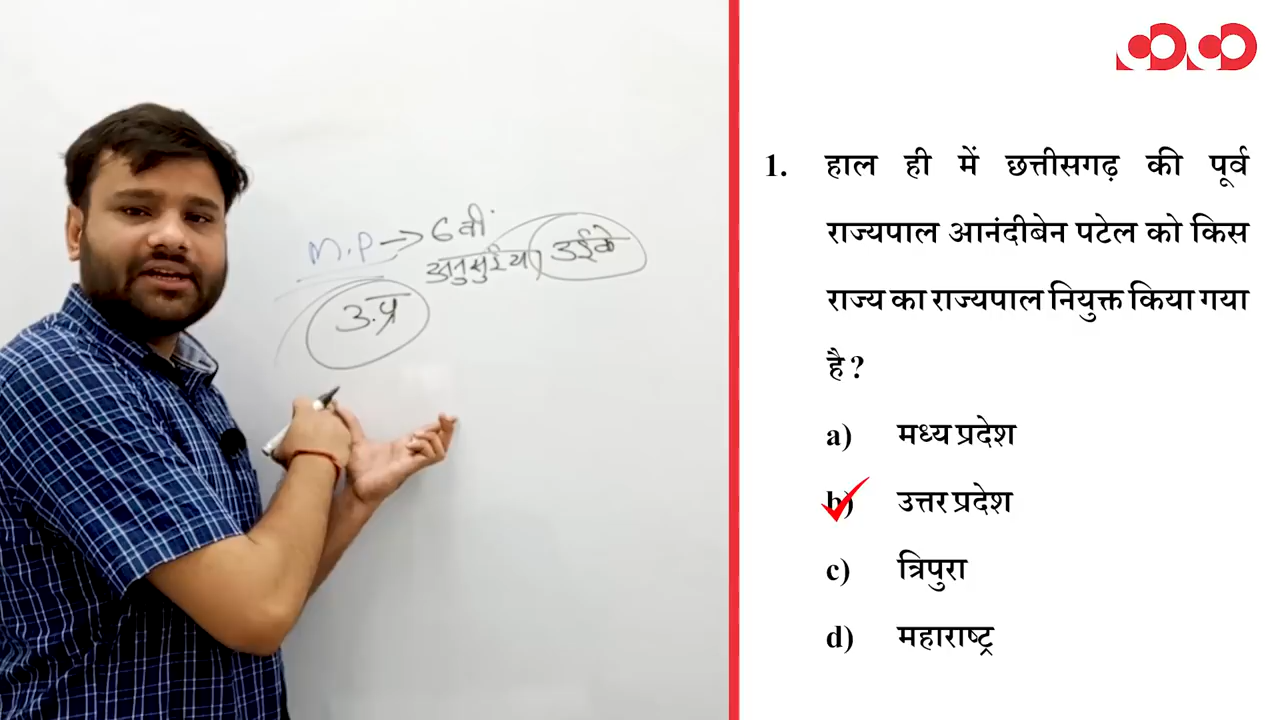 M.P → 6वीं
अनुसुईया उईके
उ.प्र
1. हाल ही में छत्तीसगढ़ की पूर्व
राज्यपाल आनंदीबेन पटेल को किस
राज्य का राज्यपाल नियुक्त किया गया
है ?
a) मध्य प्रदेश
b) उत्तर प्रदेश
c) त्रिपुरा
d) महाराष्ट्र